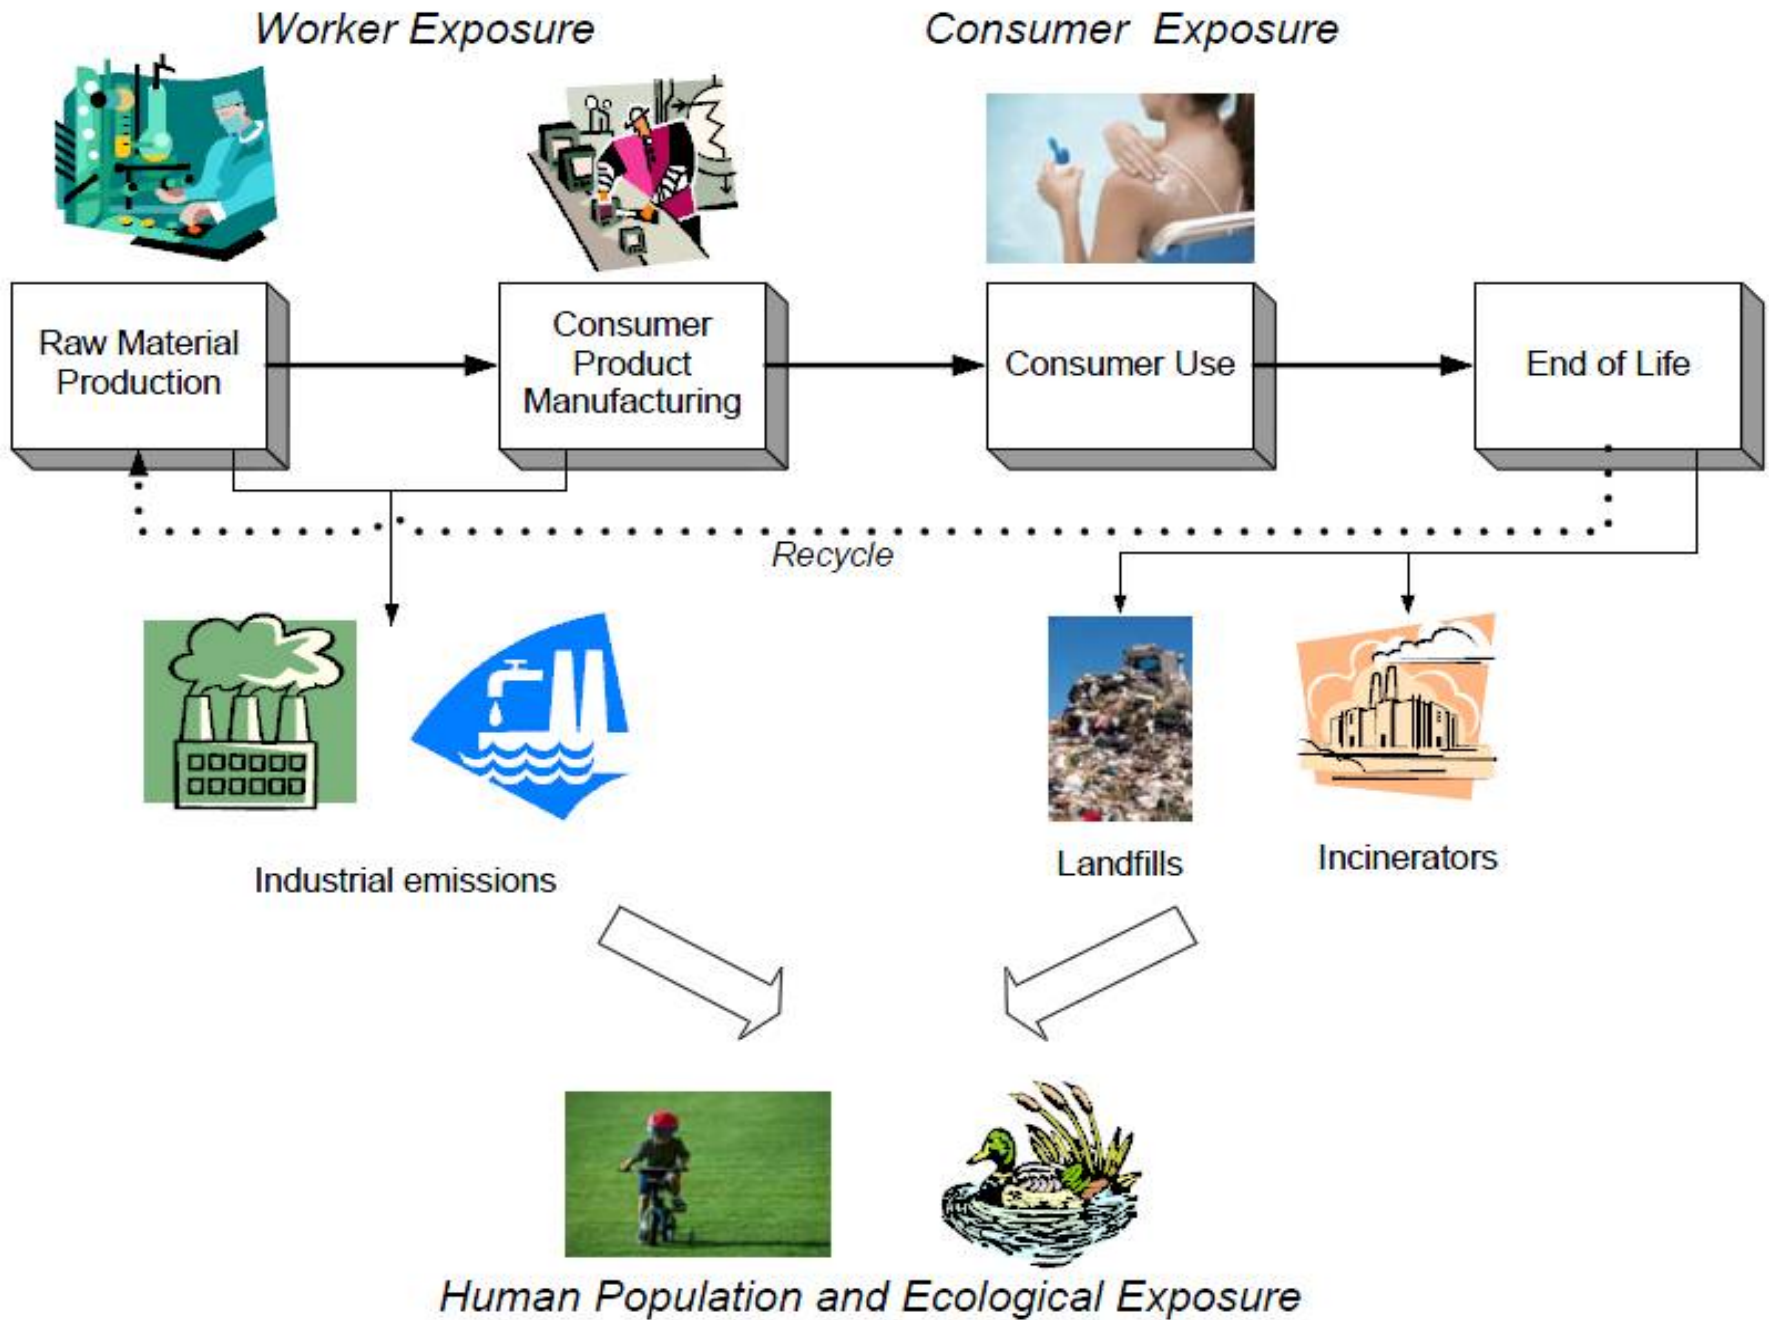 Worker Exposure
Consumer Exposure
Raw Material
Production
Consumer
Product
Manufacturing
Consumer Use
End of Life
Recycle
Industrial emissions
Landfills
Incinerators
Human Population and Ecological Exposure